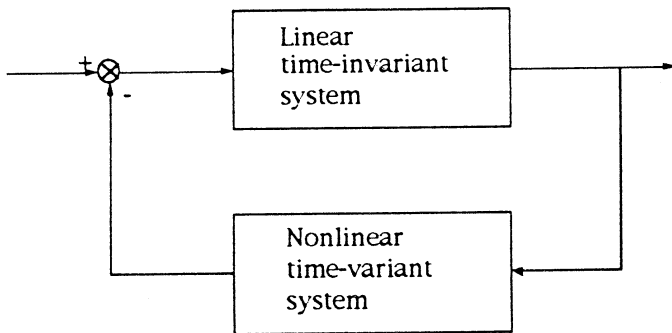 +
Linear
time-invariant
system
-
Nonlinear
time-variant
system